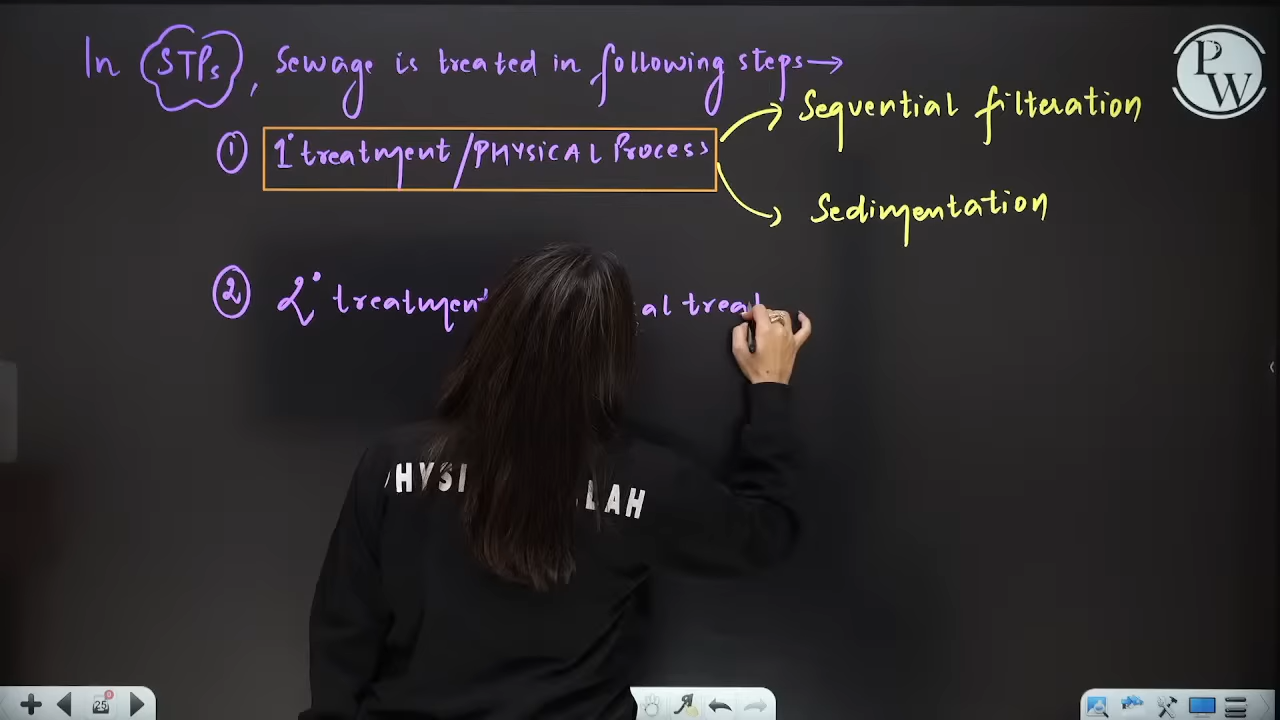 In STPs, Sewage is treated in following steps→
① 1° treatment / PHYSICAL Process
Sequential filteration
Sedimentation
② 2° treatment al treat
PHYSI LAH
PW
25